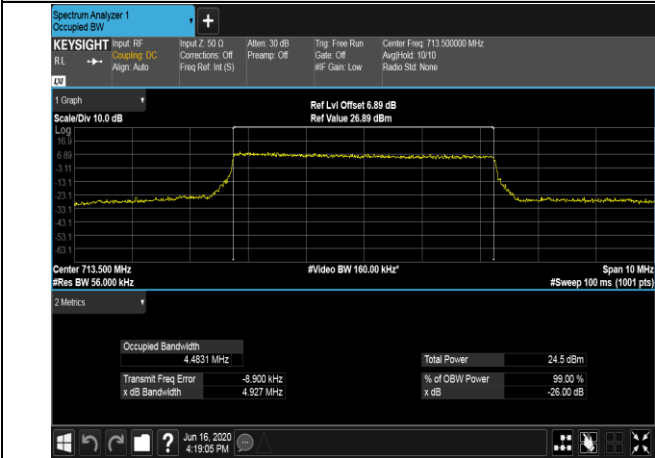 Spectrum Analyzer 1
Occupied BW
KEYSIGHT
RL
LXI
Input: RF
Coupling: DC
Align: Auto
Input Z: 50 Ω
Corrections: Off
Freq Ref: Int (S)
Atten: 30 dB
Preamp: Off
Trig: Free Run
Gate: Off
#IF Gain: Low
Center Freq: 713.500000 MHz
Avg|Hold: 10/10
Radio Std: None
1 Graph
Scale/Div 10.0 dB
Ref Lvl Offset 6.89 dB
Ref Value 26.89 dBm
Log
16.9
6.89
-3.11
-13.1
-23.1
-33.1
-43.1
-53.1
-63.1
Center 713.500 MHz
#Res BW 56.000 kHz
#Video BW 160.00 kHz*
Span 10 MHz
#Sweep 100 ms (1001 pts)
2 Metrics
Occupied Bandwidth
4.4831 MHz
Transmit Freq Error -8.900 kHz
x dB Bandwidth 4.927 MHz
Total Power 24.5 dBm
% of OBW Power 99.00 %
x dB -26.00 dB
Jun 16, 2020
4:19:05 PM